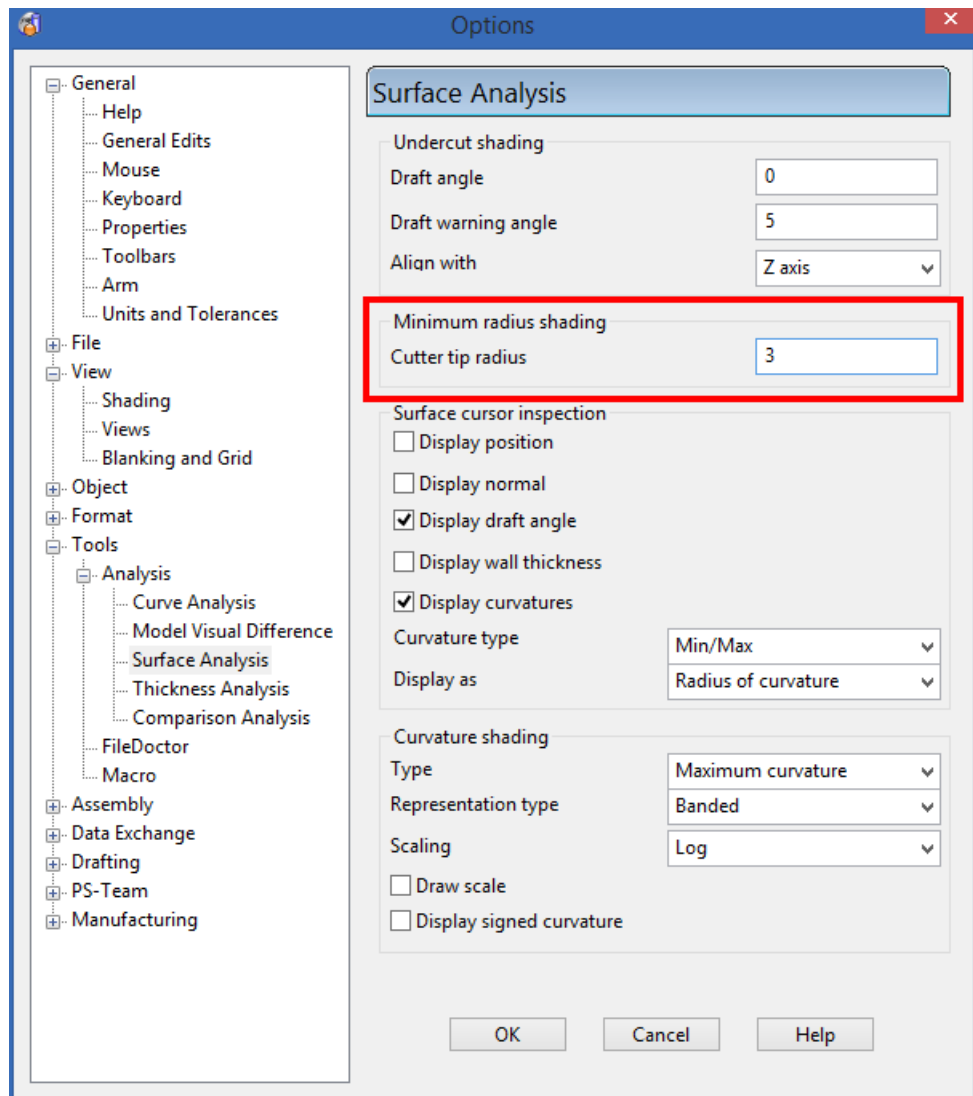 Options
General
Help
General Edits
Mouse
Keyboard
Properties
Toolbars
Arm
Units and Tolerances
File
View
Shading
Views
Blanking and Grid
Object
Format
Tools
Analysis
Curve Analysis
Model Visual Difference
Surface Analysis
Thickness Analysis
Comparison Analysis
FileDoctor
Macro
Assembly
Data Exchange
Drafting
PS-Team
Manufacturing
Surface Analysis
Undercut shading
Draft angle 0
Draft warning angle 5
Align with Z axis
Minimum radius shading
Cutter tip radius 3
Surface cursor inspection
Display position
Display normal
Display draft angle
Display wall thickness
Display curvatures
Curvature type Min/Max
Display as Radius of curvature
Curvature shading
Type Maximum curvature
Representation type Banded
Scaling Log
Draw scale
Display signed curvature
OK Cancel Help